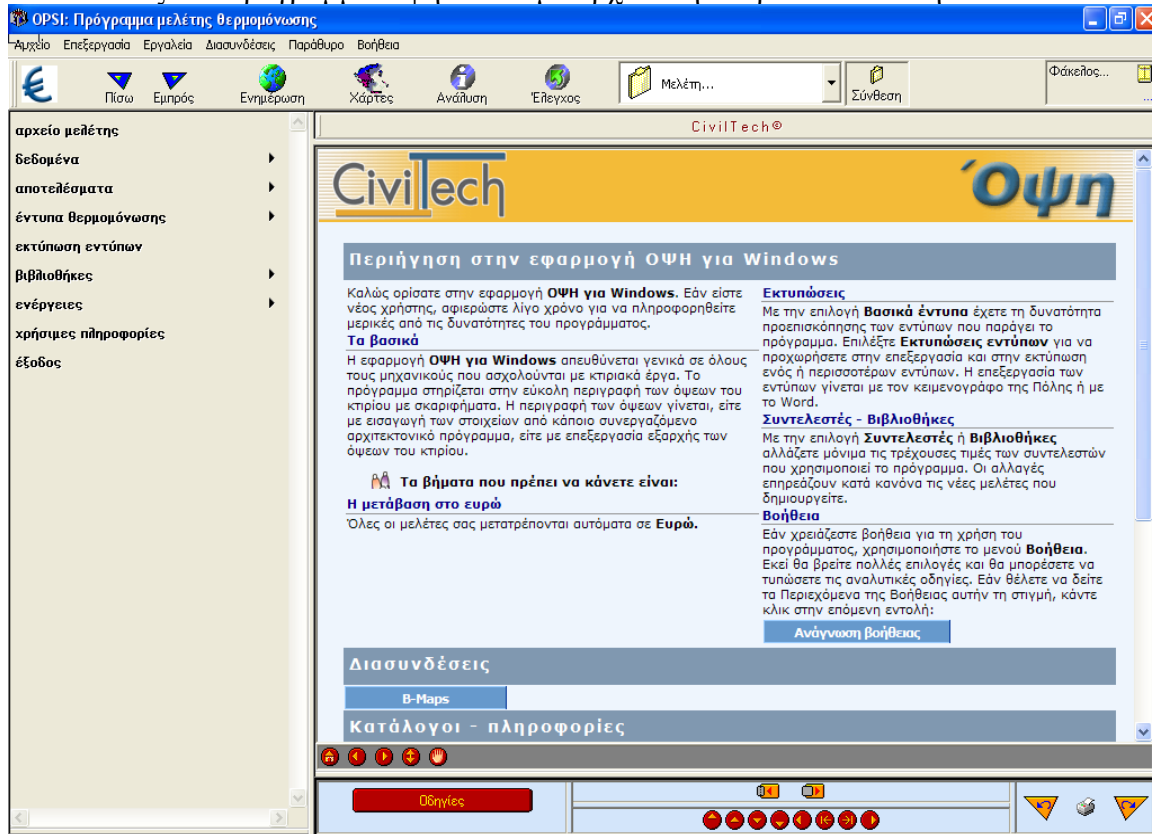 OPSI: Πρόγραμμα μελέτης θερμομόνωσης
Αρχείο Επεξεργασία Εργαλεία Διασυνδέσεις Παράθυρο Βοήθεια
Πίσω Εμπρός Ενημέρωση Χάρτες Ανάλυση Έλεγχος Μελέτη... Σύνθεση Φάκελος...
...
αρχείο μελέτης
δεδομένα
αποτελέσματα
έντυπα θερμομόνωσης
εκτύπωση εντύπων
βιβλιοθήκες
ενέργειες
χρήσιμες πληροφορίες
έξοδος
CivilTech©
CivilTech Όψη
Περιήγηση στην εφαρμογή ΟΨΗ για Windows
Καλώς ορίσατε στην εφαρμογή ΟΨΗ για Windows. Εάν είστε
νέος χρήστης, αφιερώστε λίγο χρόνο για να πληροφορηθείτε
μερικές από τις δυνατότητες του προγράμματος.
Τα βασικά
Η εφαρμογή ΟΨΗ για Windows απευθύνεται γενικά σε όλους
τους μηχανικούς που ασχολούνται με κτιριακά έργα. Το
πρόγραμμα στηρίζεται στην εύκολη περιγραφή των όψεων του
κτιρίου με σκαριφήματα. Η περιγραφή των όψεων γίνεται, είτε
με εισαγωγή των στοιχείων από κάποιο συνεργαζόμενο
αρχιτεκτονικό πρόγραμμα, είτε με επεξεργασία εξαρχής των
όψεων του κτιρίου.
Τα βήματα που πρέπει να κάνετε είναι:
Η μετάβαση στο ευρώ
Όλες οι μελέτες σας μετατρέπονται αυτόματα σε Ευρώ.
Εκτυπώσεις
Με την επιλογή Βασικά έντυπα έχετε τη δυνατότητα
προεπισκόπησης των εντύπων που παράγει το
πρόγραμμα. Επιλέξτε Εκτυπώσεις εντύπων για να
προχωρήσετε στην επεξεργασία και στην εκτύπωση
ενός ή περισσοτέρων εντύπων. Η επεξεργασία των
εντύπων γίνεται με τον κειμενογράφο της Πόλης ή με
το Word.
Συντελεστές - Βιβλιοθήκες
Με την επιλογή Συντελεστές ή Βιβλιοθήκες
αλλάζετε μόνιμα τις τρέχουσες τιμές των συντελεστών
που χρησιμοποιεί το πρόγραμμα. Οι αλλαγές
επηρεάζουν κατά κανόνα τις νέες μελέτες που
δημιουργείτε.
Βοήθεια
Εάν χρειάζεστε βοήθεια για τη χρήση του
προγράμματος, χρησιμοποιήστε το μενού Βοήθεια.
Εκεί θα βρείτε πολλές επιλογές και θα μπορέσετε να
τυπώσετε τις αναλυτικές οδηγίες. Εάν θέλετε να δείτε
τα Περιεχόμενα της Βοήθειας αυτήν τη στιγμή, κάντε
κλικ στην επόμενη εντολή:
Ανάγνωση βοήθειας
Διασυνδέσεις
B-Maps
Κατάλογοι - πληροφορίες
Οδηγίες